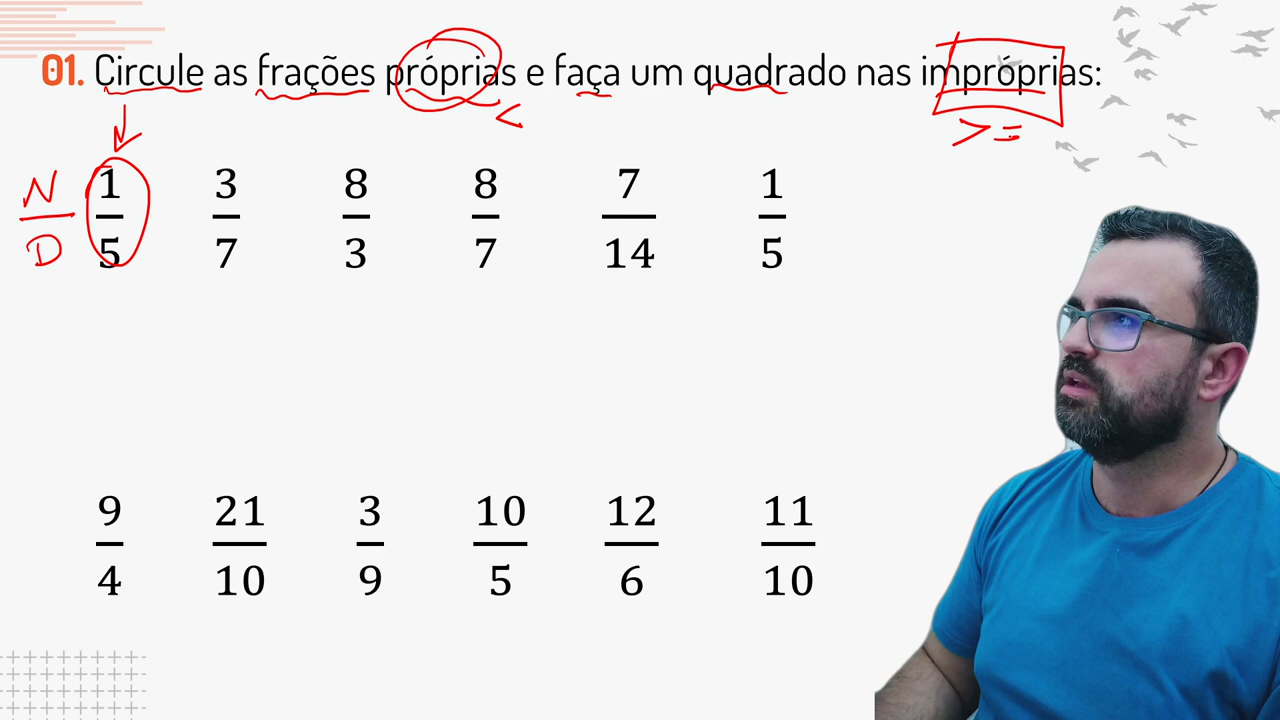 01. Circule as frações próprias e faça um quadrado nas impróprias:
< > =
N 1 3 8 8 7 1
D 5 7 3 7 14 5
9 21 3 10 12 11
4 10 9 5 6 10